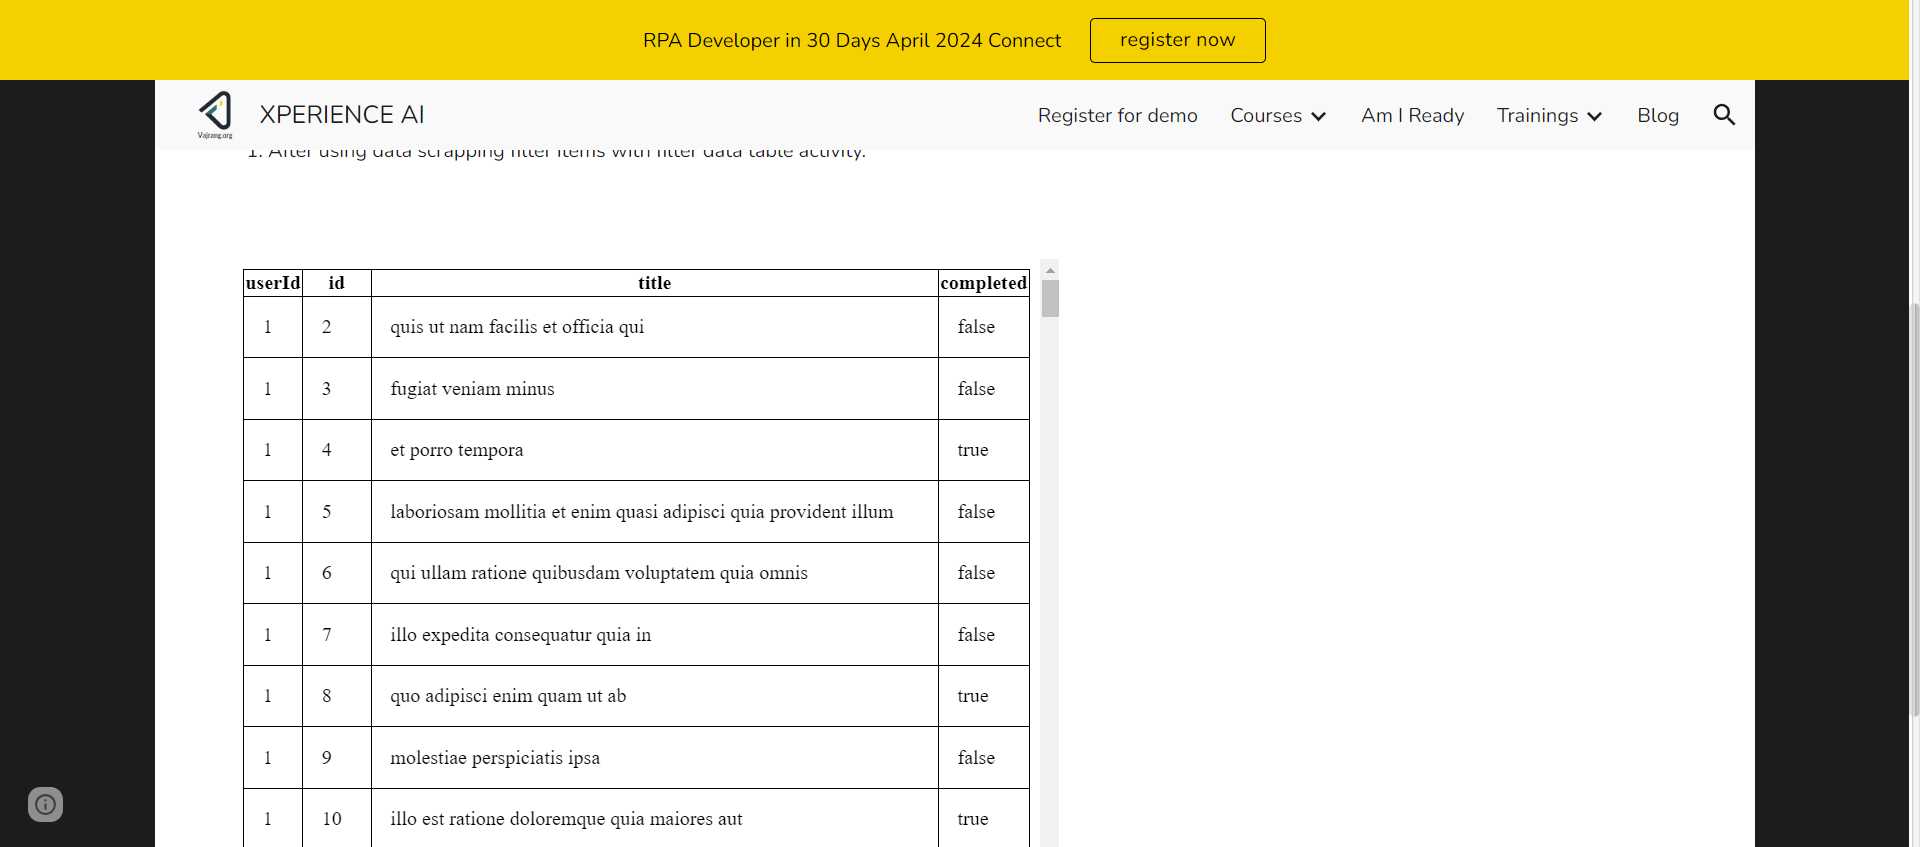 RPA Developer in 30 Days April 2024 Connect register now
Vajrang.org
XPERIENCE AI Register for demo Courses Am I Ready Trainings Blog
1. After using data scrapping filter items with filter data table activity.
userId id title completed
1 2 quis ut nam facilis et officia qui false
1 3 fugiat veniam minus false
1 4 et porro tempora true
1 5 laboriosam mollitia et enim quasi adipisci quia provident illum false
1 6 qui ullam ratione quibusdam voluptatem quia omnis false
1 7 illo expedita consequatur quia in false
1 8 quo adipisci enim quam ut ab true
1 9 molestiae perspiciatis ipsa false
1 10 illo est ratione doloremque quia maiores aut true